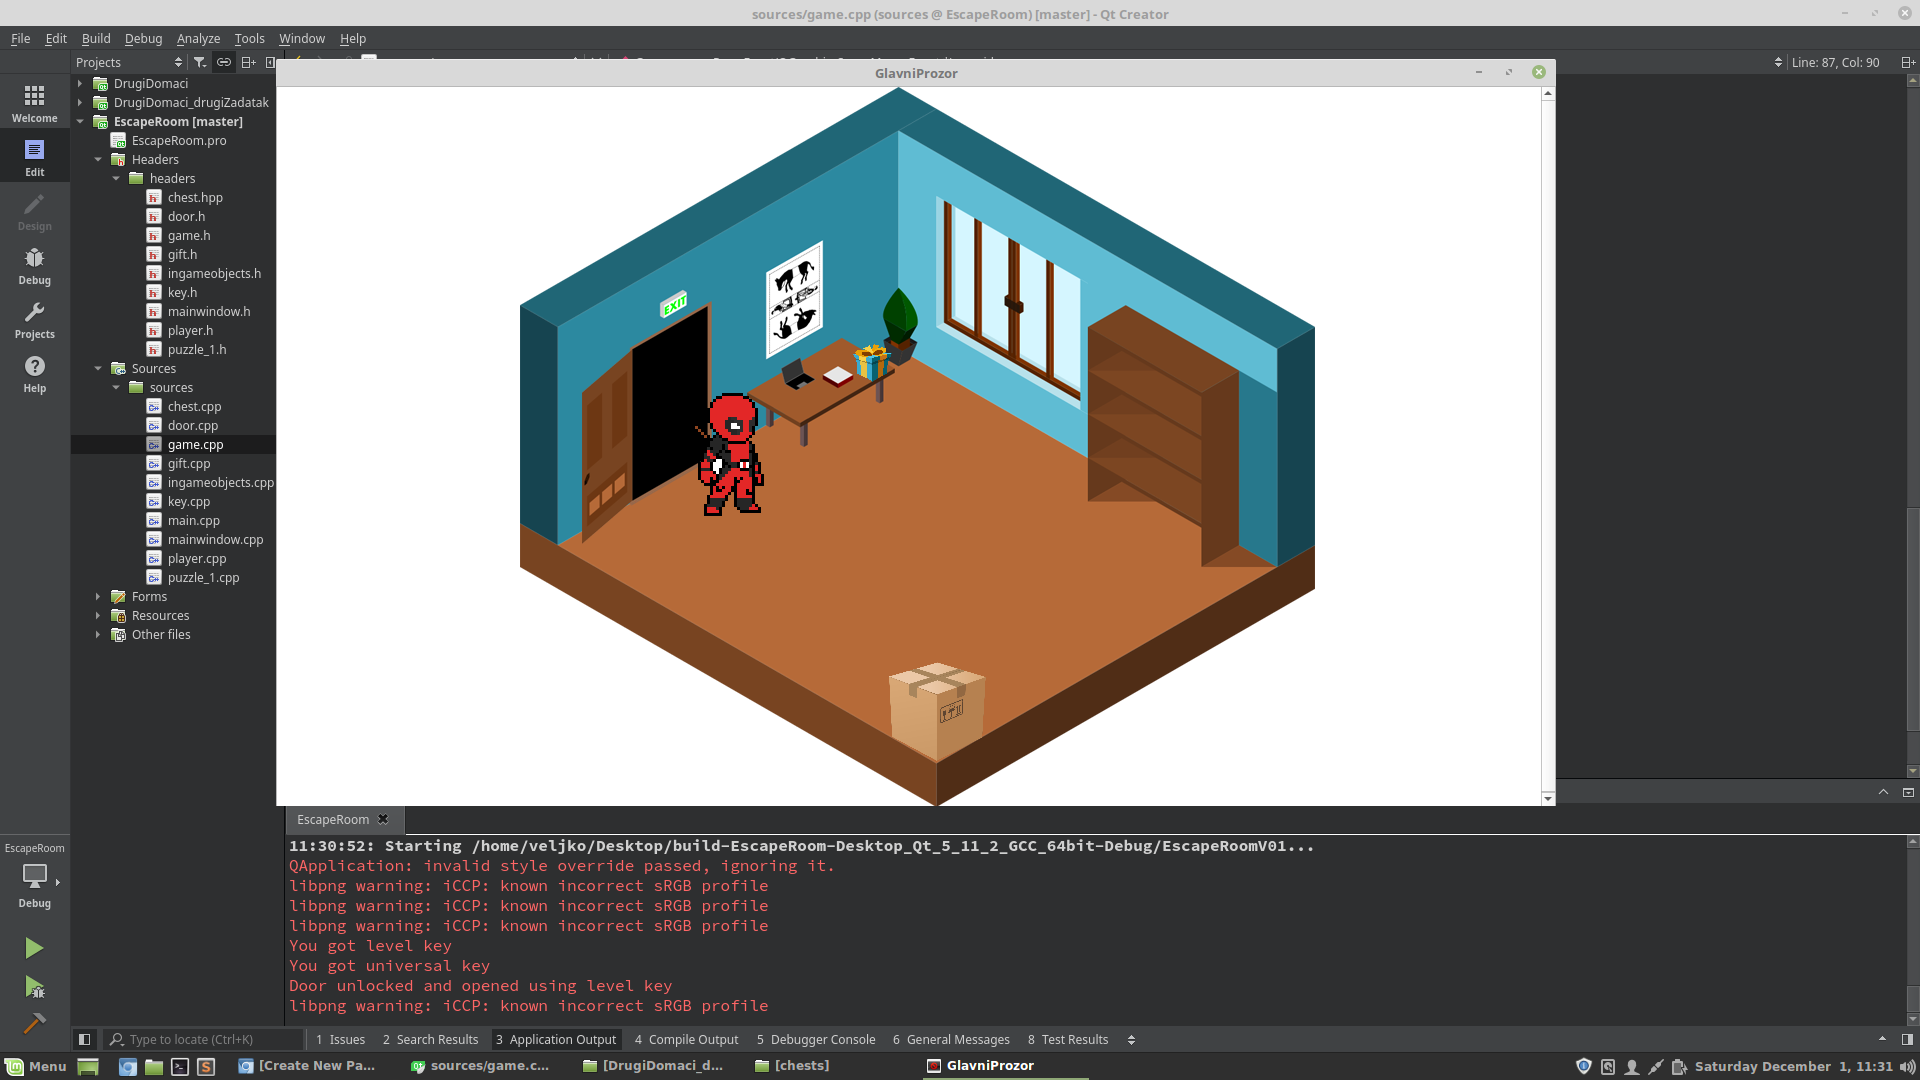 sources/game.cpp (sources @ EscapeRoom) [master] - Qt Creator
File Edit Build Debug Analyze Tools Window Help
Projects
Line: 87, Col: 90
GlavniProzor
Welcome
Edit
Design
Debug
Projects
Help
DrugiDomaci
DrugiDomaci_drugiZadatak
EscapeRoom [master]
EscapeRoom.pro
Headers
headers
chest.hpp
door.h
game.h
gift.h
ingameobjects.h
key.h
mainwindow.h
player.h
puzzle_1.h
Sources
sources
chest.cpp
door.cpp
game.cpp
gift.cpp
ingameobjects.cpp
key.cpp
main.cpp
mainwindow.cpp
player.cpp
puzzle_1.cpp
Forms
Resources
Other files
EXIT
EscapeRoom
11:30:52: Starting /home/veljko/Desktop/build-EscapeRoom-Desktop_Qt_5_11_2_GCC_64bit-Debug/EscapeRoomV01...
QApplication: invalid style override passed, ignoring it.
libpng warning: iCCP: known incorrect sRGB profile
libpng warning: iCCP: known incorrect sRGB profile
libpng warning: iCCP: known incorrect sRGB profile
You got level key
You got universal key
Door unlocked and opened using level key
libpng warning: iCCP: known incorrect sRGB profile
EscapeRoom
Debug
Type to locate (Ctrl+K)
1 Issues 2 Search Results 3 Application Output 4 Compile Output 5 Debugger Console 6 General Messages 8 Test Results
Menu [Create New Pa... sources/game.c... [DrugiDomaci_d... [chests] GlavniProzor Saturday December 1, 11:31